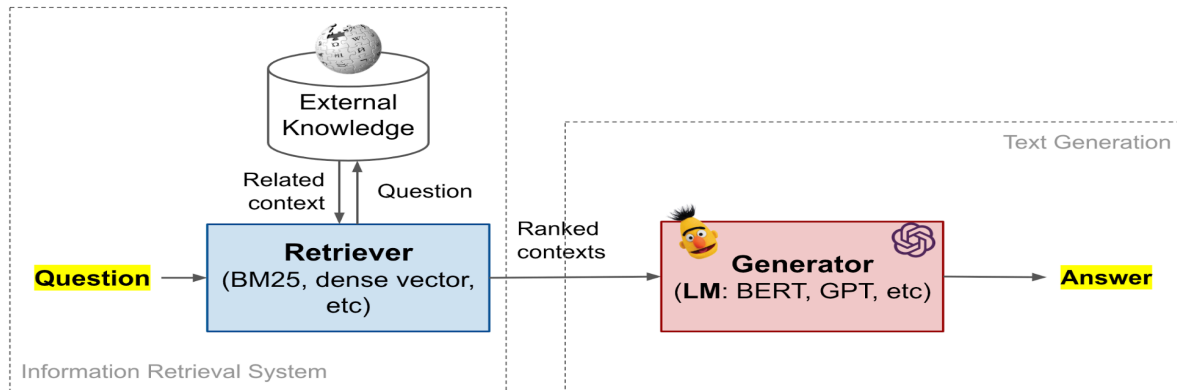 External
Knowledge
Text Generation
Related
context
Question
Ranked
contexts
Question
Retriever
(BM25, dense vector,
etc)
Generator
(LM: BERT, GPT, etc)
Answer
Information Retrieval System